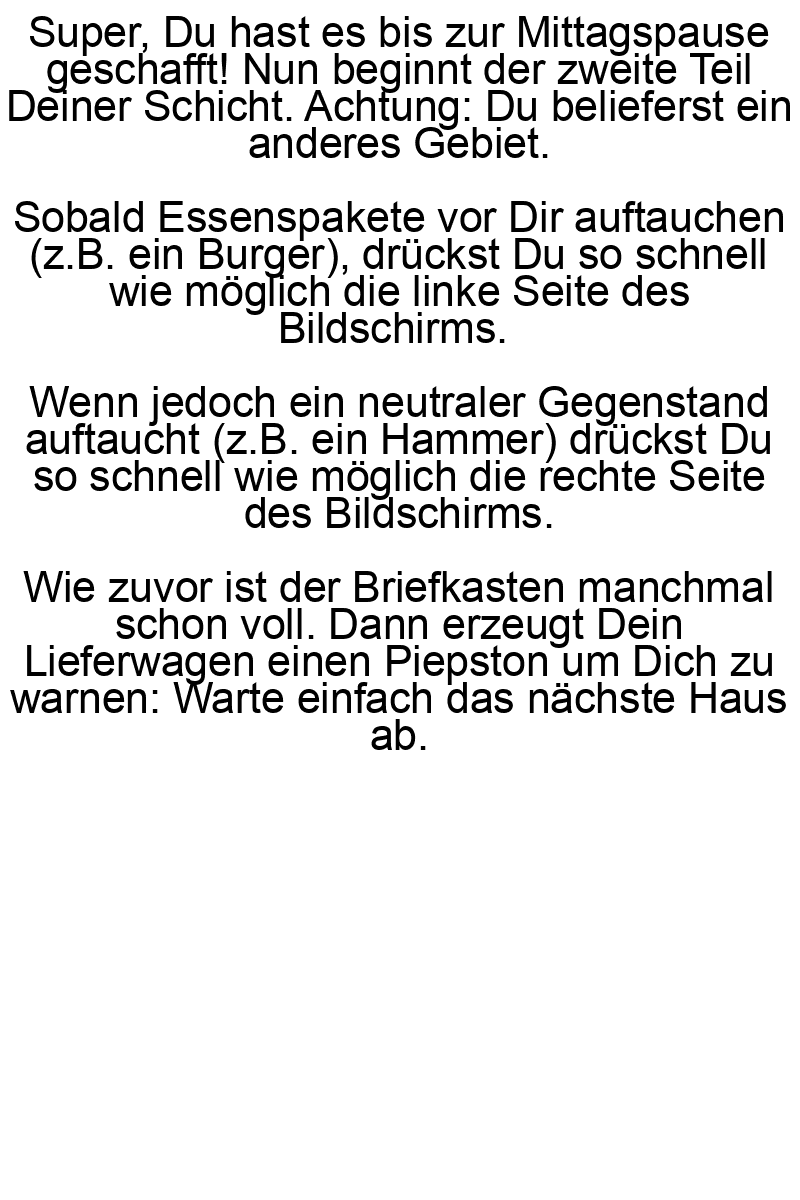 Super, Du hast es bis zur Mittagspause
geschafft! Nun beginnt der zweite Teil
Deiner Schicht. Achtung: Du belieferst ein
anderes Gebiet.
Sobald Essenspakete vor Dir auftauchen
(z.B. ein Burger), drückst Du so schnell
wie möglich die linke Seite des
Bildschirms.
Wenn jedoch ein neutraler Gegenstand
auftaucht (z.B. ein Hammer) drückst Du
so schnell wie möglich die rechte Seite
des Bildschirms.
Wie zuvor ist der Briefkasten manchmal
schon voll. Dann erzeugt Dein
Lieferwagen einen Piepston um Dich zu
warnen: Warte einfach das nächste Haus
ab.